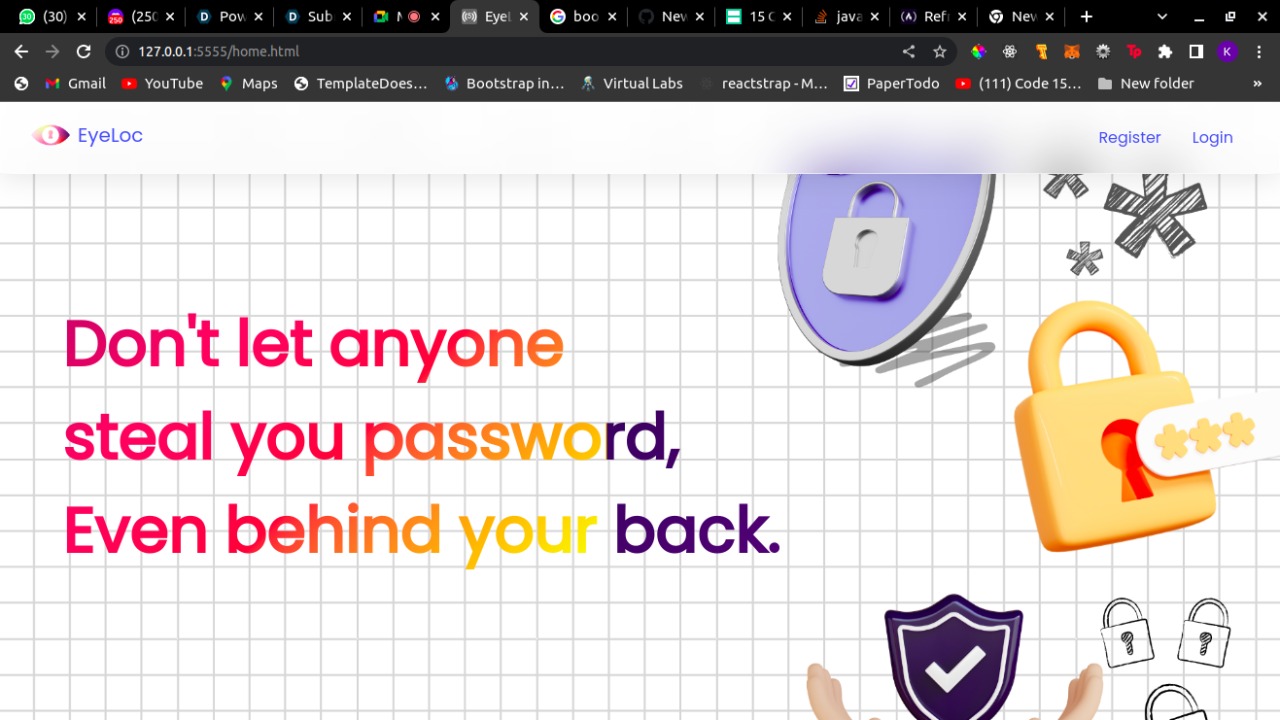 (30)
(250
Pow
Sub
M
Eyel
boo
New
15 C
java
Refr
New
127.0.0.1:5555/home.html
K
Gmail
YouTube
Maps
TemplateDoes...
Bootstrap in...
Virtual Labs
reactstrap - M...
PaperTodo
(111) Code 15...
New folder
»
EyeLoc
Register
Login
Don't let anyone
steal you password,
Even behind your back.